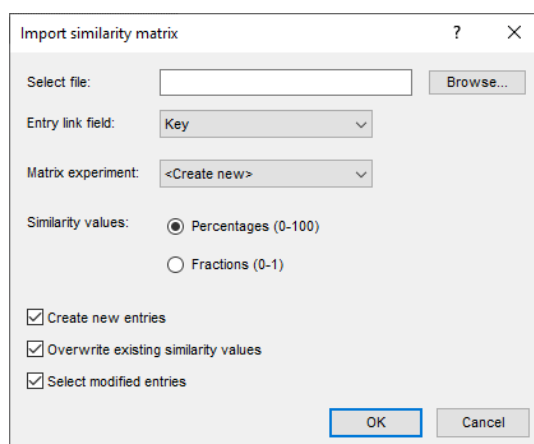 Import similarity matrix ?
Select file: Browse...
Entry link field: Key
Matrix experiment: <Create new>
Similarity values: Percentages (0-100)
Fractions (0-1)
Create new entries
Overwrite existing similarity values
Select modified entries
OK Cancel